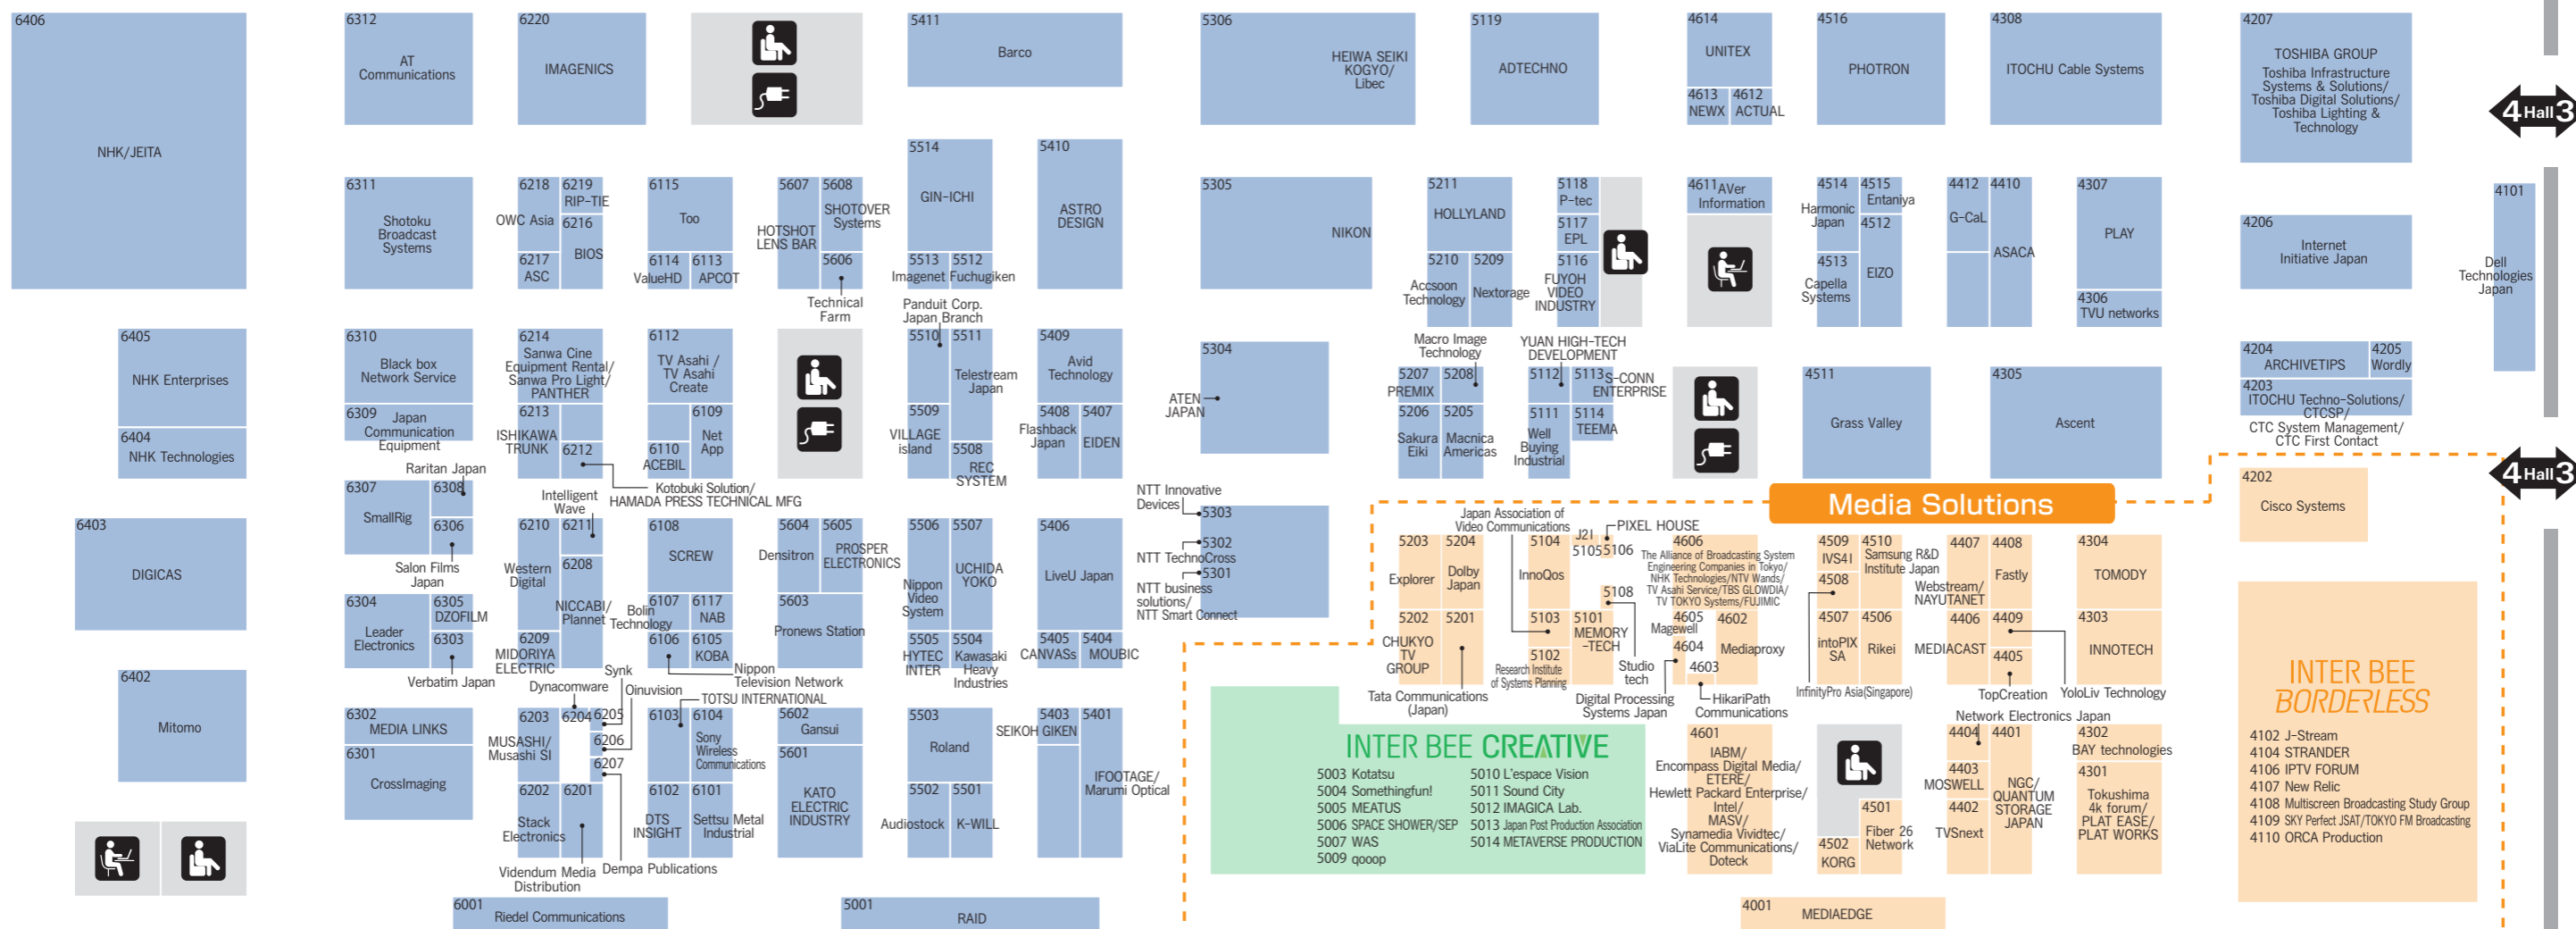 6406
NHK/JEITA
6312
AT
Communications
6220
IMAGENICS
5411
Barco
5306
HEIWA SEIKI
KOGYO/
Libec
5119
ADTECHNO
4614
UNITEX
4613
NEWX
4612
ACTUAL
4516
PHOTRON
4308
ITOCHU Cable Systems
4207
TOSHIBA GROUP
Toshiba Infrastructure
Systems & Solutions/
Toshiba Digital Solutions/
Toshiba Lighting &
Technology
4 Hall 3
6311
Shotoku
Broadcast
Systems
6218
OWC Asia
6219
RIP-TIE
6216
BIOS
6217
ASC
6115
Too
6114
ValueHD
6113
APCOT
5607
HOTSHOT
LENS BAR
5608
SHOTOVER
Systems
5606
Technical
Farm
5514
GIN-ICHI
5513
Imagenet
5512
Fuchugiken
5410
ASTRO
DESIGN
5305
NIKON
5211
HOLLYLAND
5210
Accsoon
Technology
5209
Nextorage
5118
P-tec
5117
EPL
5116
FUYOH
VIDEO
INDUSTRY
4611
AVer
Information
4514
Harmonic
Japan
4515
Entaniya
4512
EIZO
4513
Capella
Systems
4412
G-CaL
4410
ASACA
4307
PLAY
4306
TVU networks
4206
Internet
Initiative Japan
4101
Dell
Technologies
Japan
6405
NHK Enterprises
6404
NHK Technologies
6310
Black box
Network Service
6309
Japan
Communication
Equipment
6214
Sanwa Cine
Equipment Rental/
Sanwa Pro Light/
PANTHER
6213
ISHIKAWA
TRUNK
6212
Kotobuki Solution/
HAMADA PRESS TECHNICAL MFG
6112
TV Asahi /
TV Asahi
Create
6109
Net
App
6110
ACEBIL
Panduit Corp.
Japan Branch
5510
5511
Telestream
Japan
5509
VILLAGE
island
5508
REC
SYSTEM
5409
Avid
Technology
5408
Flashback
Japan
5407
EIDEN
5304
ATEN
JAPAN
Macro Image
Technology
5207
PREMIX
5208
5206
Sakura
Eiki
5205
Macnica
Americas
YUAN HIGH-TECH
DEVELOPMENT
5112
5113
S-CONN
ENTERPRISE
5111
Well
Buying
Industrial
5114
TEEMA
4511
Grass Valley
4305
Ascent
4204
ARCHIVETIPS
4205
Wordly
4203
ITOCHU Techno-Solutions/
CTCSP/
CTC System Management/
CTC First Contact
4 Hall 3
Raritan Japan
6307
SmallRig
6308
6306
Salon Films
Japan
6403
DIGICAS
6304
Leader
Electronics
6305
DZOFILM
6303
Verbatim Japan
Intelligent
Wave
6210
Western
Digital
6211
6208
NICCABI/
Plannet
6209
MIDORIYA
ELECTRIC
6108
SCREW
6107
Bolin
Technology
6117
NAB
6106
Nippon
Television Network
6105
KOBA
5604
Densitron
5605
PROSPER
ELECTRONICS
5603
Pronews Station
5506
Nippon
Video
System
5507
UCHIDA
YOKO
5505
HYTEC
INTER
5504
Kawasaki
Heavy
Industries
5406
LiveU Japan
5405
CANVASs
5404
MOUBIC
NTT Innovative
Devices
5303
5302
NTT TechnoCross
5301
NTT business
solutions/
NTT Smart Connect
Media Solutions
5203
Explorer
5204
Dolby
Japan
5202
CHUKYO
TV
GROUP
5201
Tata Communications
(Japan)
Japan Association of
Video Communications
5104
InnoQos
5103
5102
Research Institute
of Systems Planning
J2I
5105
PIXEL HOUSE
5106
5108
Studio
tech
5101
MEMORY
-TECH
4606
The Alliance of Broadcasting System
Engineering Companies in Tokyo/
NHK Technologies/NTV Wands/
TV Asahi Service/TBS GLOWDIA/
TV TOKYO Systems/FUJIMIC
4605
Magewell
4604
Digital Processing
Systems Japan
4602
Mediaproxy
4603
HikariPath
Communications
4509
IVS41
4510
Samsung R&D
Institute Japan
4508
InfinityPro Asia(Singapore)
4507
intoPIX
SA
4506
Rikei
4407
Webstream/
NAYUTANET
4408
Fastly
4406
MEDIACAST
4409
YoloLiv Technology
4405
TopCreation
4304
TOMODY
4303
INNOTECH
4202
Cisco Systems
6402
Mitomo
6302
MEDIA LINKS
6301
CrossImaging
Dynacomware
Synk
Oinuvision
6203
MUSASHI/
Musashi SI
6204
6205
6206
6207
Dempa Publications
6202
Stack
Electronics
6201
Videndum Media
Distribution
TOTSU INTERNATIONAL
6103
6104
Sony
Wireless
Communications
6102
DTS
INSIGHT
6101
Settsu Metal
Industrial
5602
Gansui
5601
KATO
ELECTRIC
INDUSTRY
5503
Roland
5502
Audiostock
5501
K-WILL
5403
SEIKOH GIKEN
5401
IFOOTAGE/
Marumi Optical
INTER BEE CREATIVE
5003 Kotatsu
5004 Somethingfun!
5005 MEATUS
5006 SPACE SHOWER/SEP
5007 WAS
5009 qooop
5010 L'espace Vision
5011 Sound City
5012 IMAGICA Lab.
5013 Japan Post Production Association
5014 METAVERSE PRODUCTION
4601
IABM/
Encompass Digital Media/
ETERE/
Hewlett Packard Enterprise/
Intel/
MASV/
Synamedia Vividtec/
ViaLite Communications/
Doteck
4501
Fiber 26
Network
4502
KORG
Network Electronics Japan
4404
4401
NGC/
QUANTUM
STORAGE
JAPAN
4403
MOSWELL
4402
TVSnext
4302
BAY technologies
4301
Tokushima
4k forum/
PLAT EASE/
PLAT WORKS
INTER BEE
BORDERLESS
4102 J-Stream
4104 STRANDER
4106 IPTV FORUM
4107 New Relic
4108 Multiscreen Broadcasting Study Group
4109 SKY Perfect JSAT/TOKYO FM Broadcasting
4110 ORCA Production
6001
Riedel Communications
5001
RAID
4001
MEDIAEDGE